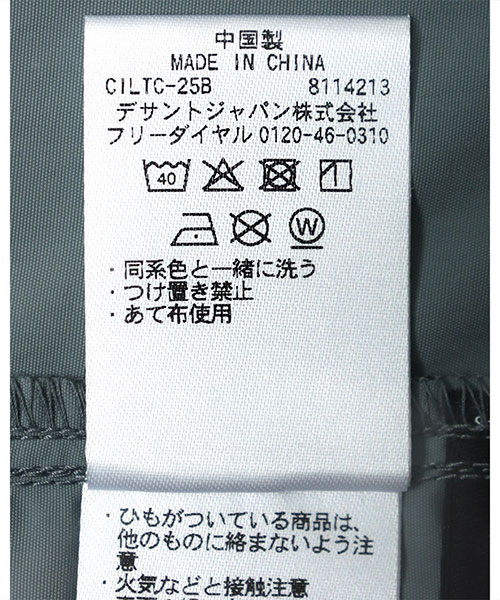 中国製
MADE IN CHINA
CILTC-25B 8114213
デサントジャパン株式会社
フリーダイヤル 0120-46-0310
40
W
・同系色と一緒に洗う
・つけ置き禁止
・あて布使用
・ひもがついている商品は、
他のものに絡まないよう注
意
・火気などと接触注意